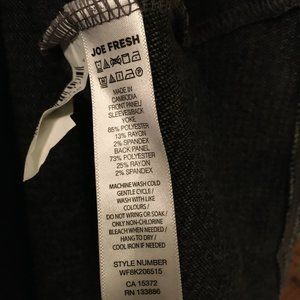 JOE FRESH
MADE IN
CAMBODIA
FRONT PANEL/
SLEEVES/BACK
YOKE
85% POLYESTER
13% RAYON
2% SPANDEX
BACK PANEL
73% POLYESTER
25% RAYON
2% SPANDEX
MACHINE WASH COLD
GENTLE CYCLE /
WASH WITH LIKE
COLOURS /
DO NOT WRING OR SOAK /
ONLY NON-CHLORINE
BLEACH WHEN NEEDED /
HANG TO DRY /
COOL IRON IF NEEDED
STYLE NUMBER
WF8K206515
CA 15372
RN 133886